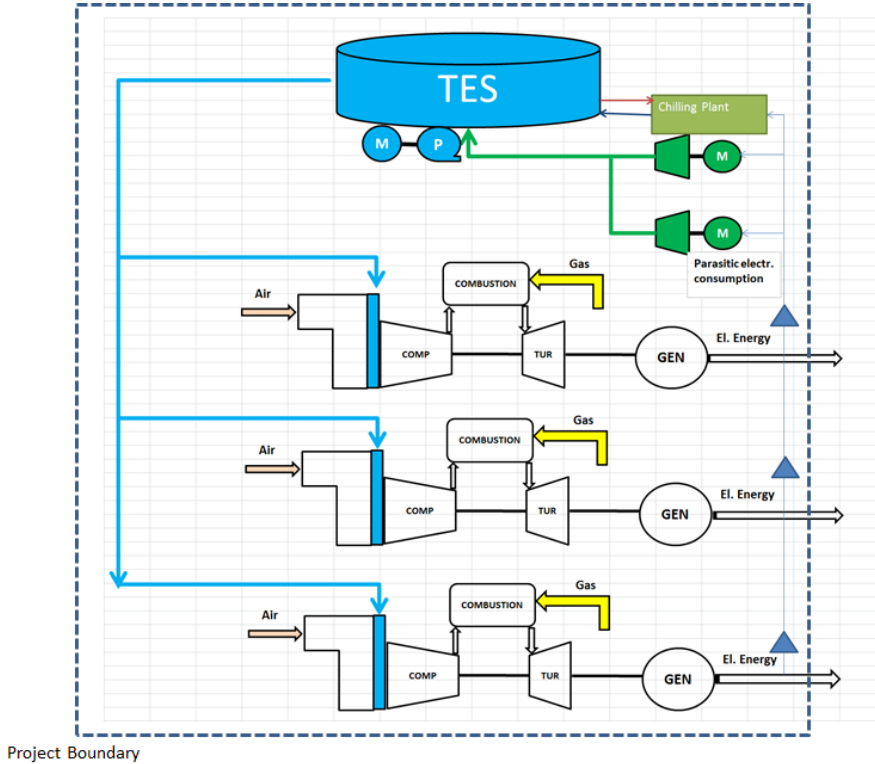 TES
Chilling Plant
M
P
M
M
Parasitic electr.
consumption
Gas
COMBUSTION
Air
El. Energy
COMP
TUR
GEN
Gas
COMBUSTION
Air
El. Energy
COMP
TUR
GEN
Gas
COMBUSTION
Air
El. Energy
COMP
TUR
GEN
Project Boundary